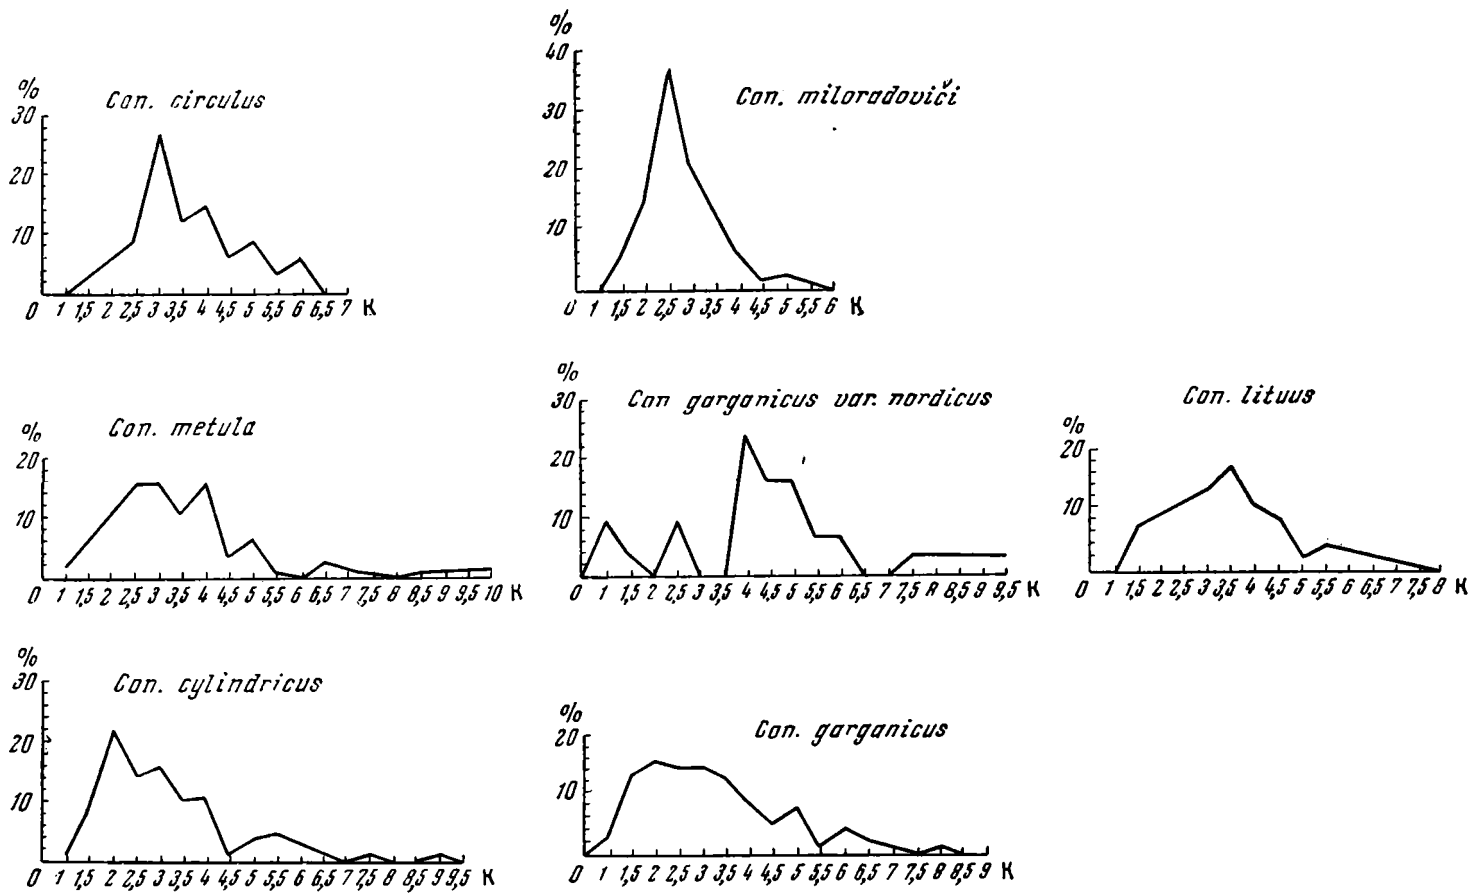 %
Con. circulus
30
20
10
0 1 1,5 2 2,5 3 3,5 4 4,5 5 5,5 6 6,5 7 K
%
40
Con. miloradoviči
30
20
10
0 1 1,5 2 2,5 3 3,5 4 4,5 5 5,5 6 K
%
Con. metula
20
10
0 1 1,5 2 2,5 3 3,5 4 4,5 5 5,5 6 6,5 7 7,5 8 8,5 9 9,5 10 K
%
30
Con garganicus var. nordicus
20
10
0 1 1,5 2 2,5 3 3,5 4 4,5 5 5,5 6 6,5 7 7,5 8 8,5 9 9,5 K
Con. lituus
%
20
10
0 1 1,5 2 2,5 3 3,5 4 4,5 5 5,5 6 6,5 7 7,5 8 K
%
30
Con. cylindricus
20
10
0 1 1,5 2 2,5 3 3,5 4 4,5 5 5,5 6 6,5 7 7,5 8 8,5 9 9,5 K
%
20
Con. garganicus
10
0 1 1,5 2 2,5 3 3,5 4 4,5 5 5,5 6 6,5 7 7,5 8 8,5 9 K